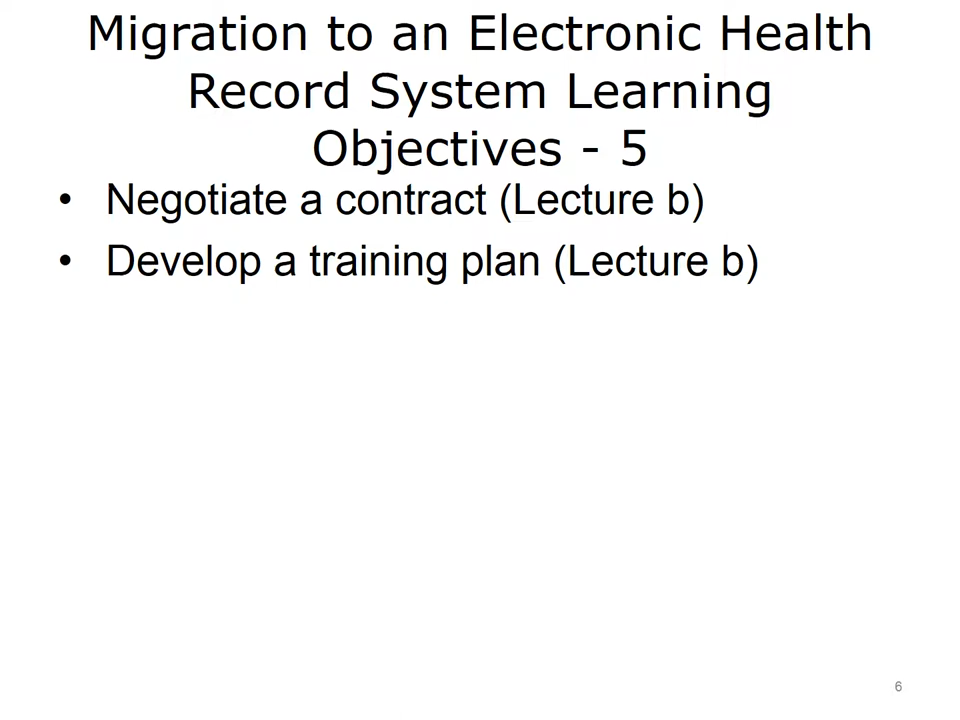 Migration to an Electronic Health
Record System Learning
Objectives - 5
• Negotiate a contract (Lecture b)
• Develop a training plan (Lecture b)
6